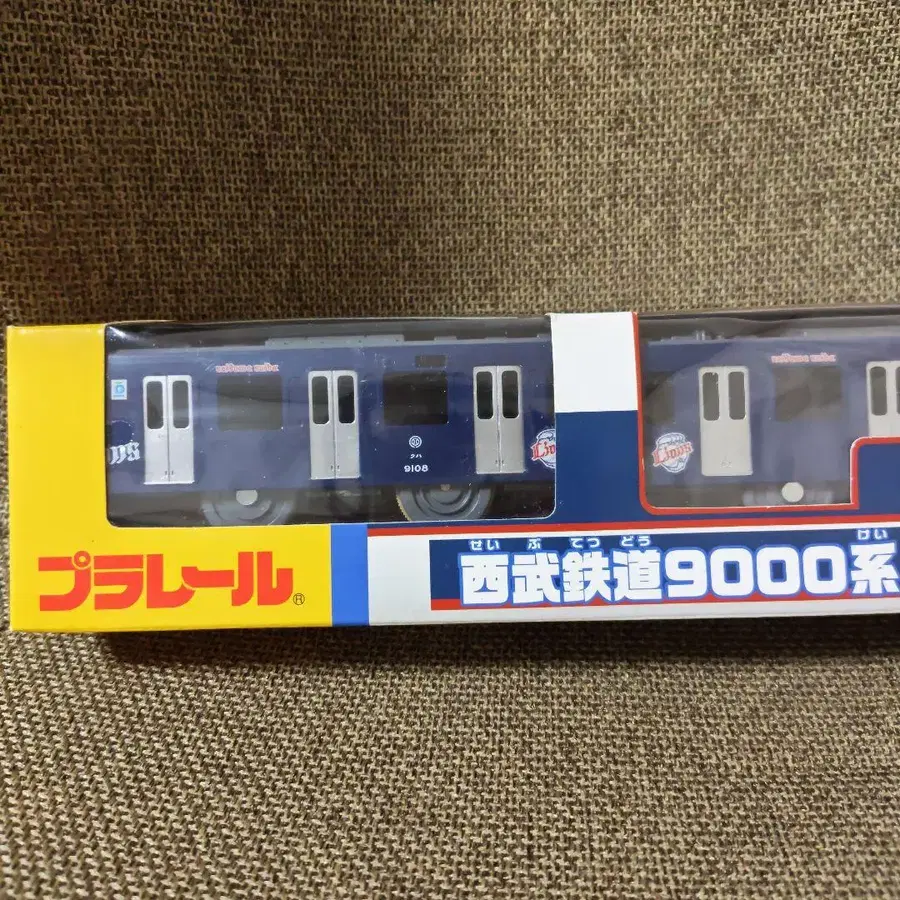 Lions
Lions
クハ
9108
せいぶてつどう けい
西武鉄道9000系
プラレール®